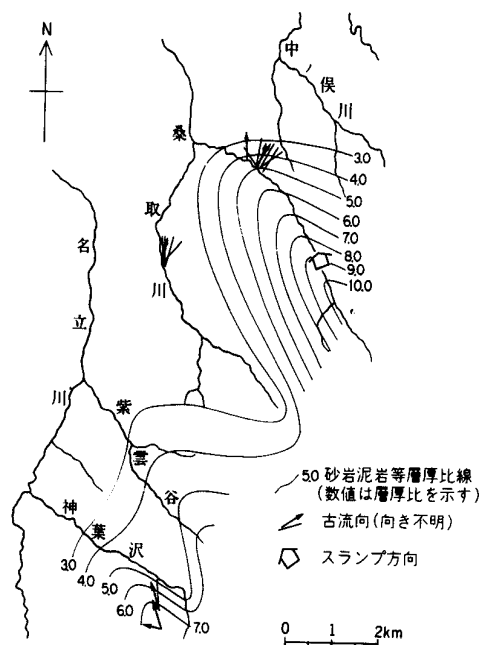 N
中ノ俣川
桑取川
名立川
紫雲谷
神葉沢
3.0
4.0
5.0
6.0
7.0
8.0
9.0
10.0
3.0
4.0
5.0
6.0
7.0
5.0 砂岩泥岩等層厚比線
(数値は層厚比を示す)
古流向(向き不明)
スランプ方向
0 1 2km